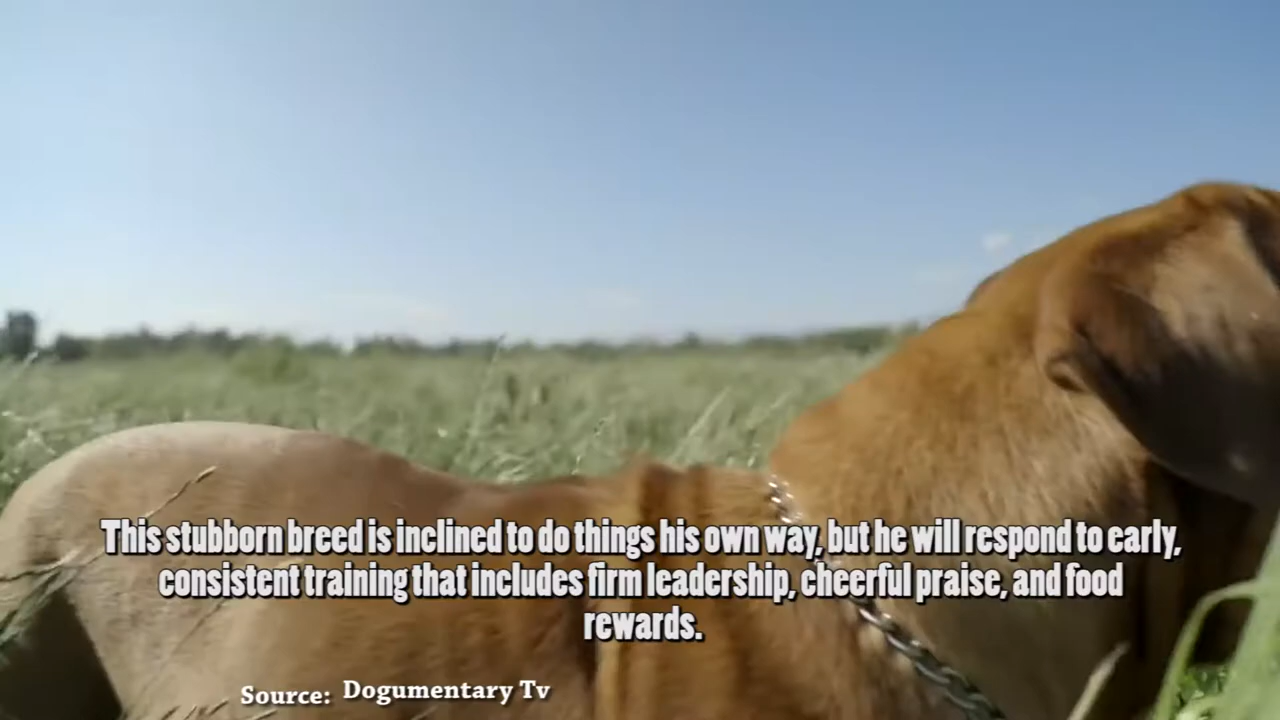 This stubborn breed is inclined to do things his own way, but he will respond to early,
consistent training that includes firm leadership, cheerful praise, and food
rewards.
Source: Dogumentary Tv